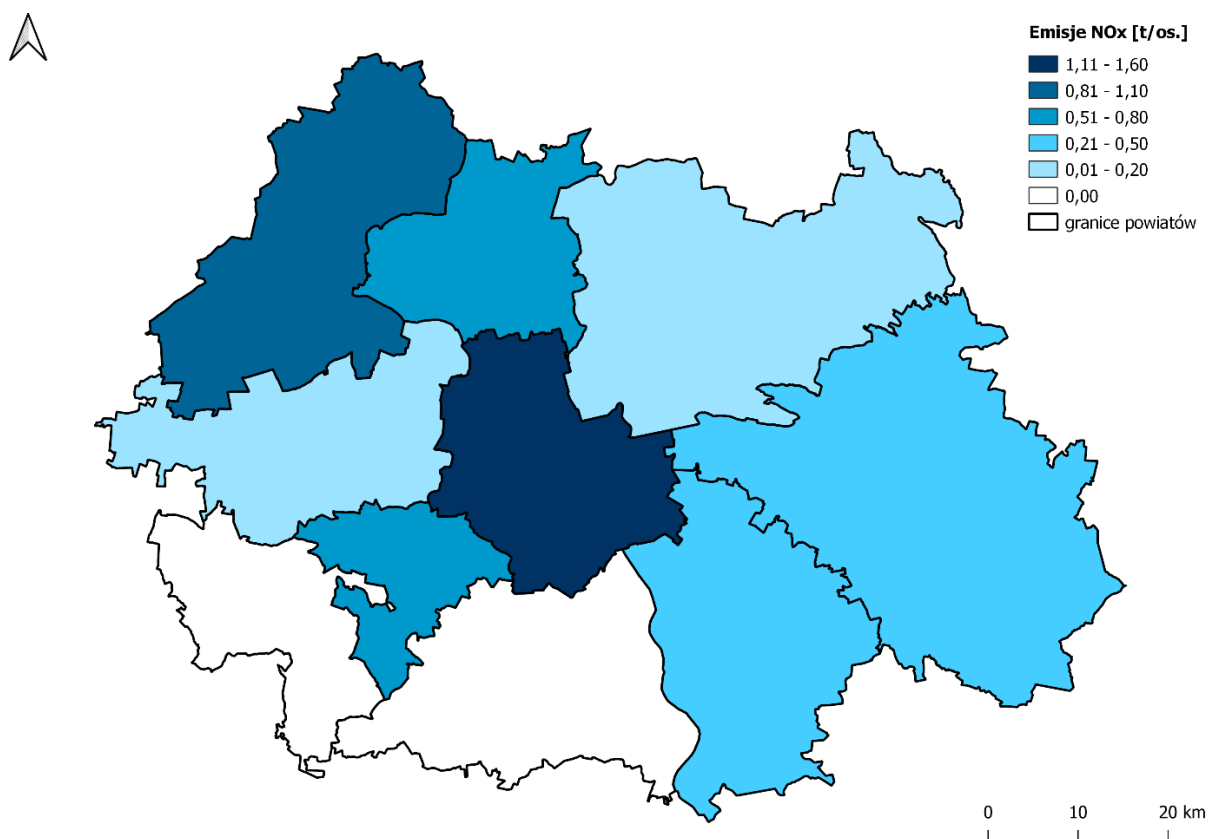 Emisje NOx [t/os.]
1,11 - 1,60
0,81 - 1,10
0,51 - 0,80
0,21 - 0,50
0,01 - 0,20
0,00
granice powiatów
0 10 20 km